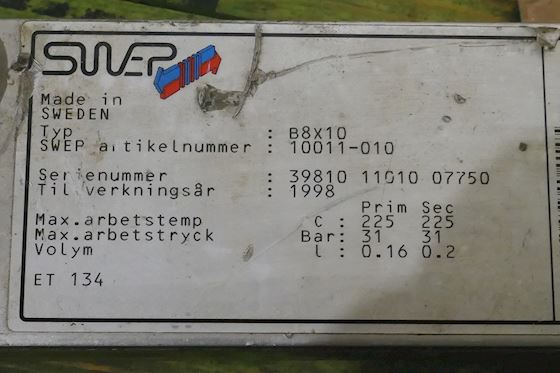 SWEP
Made in
SWEDEN
Typ : B8X10
SWEP artikelnummer : 10011-010
Serienummer : 39810 11010 07750
Tillverkningsår : 1998
Prim Sec
Max.arbetstemp C : 225 225
Max.arbetstryck Bar: 31 31
Volym l : 0.16 0.2
ET 134